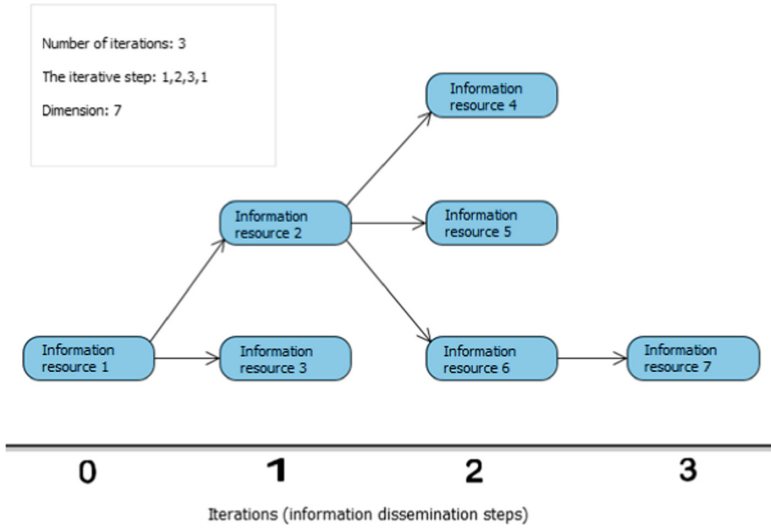 Number of iterations: 3
The iterative step: 1,2,3,1
Dimension: 7
Information
resource 4
Information
resource 2
Information
resource 5
Information
resource 1
Information
resource 3
Information
resource 6
Information
resource 7
0
1
2
3
Iterations (information dissemination steps)